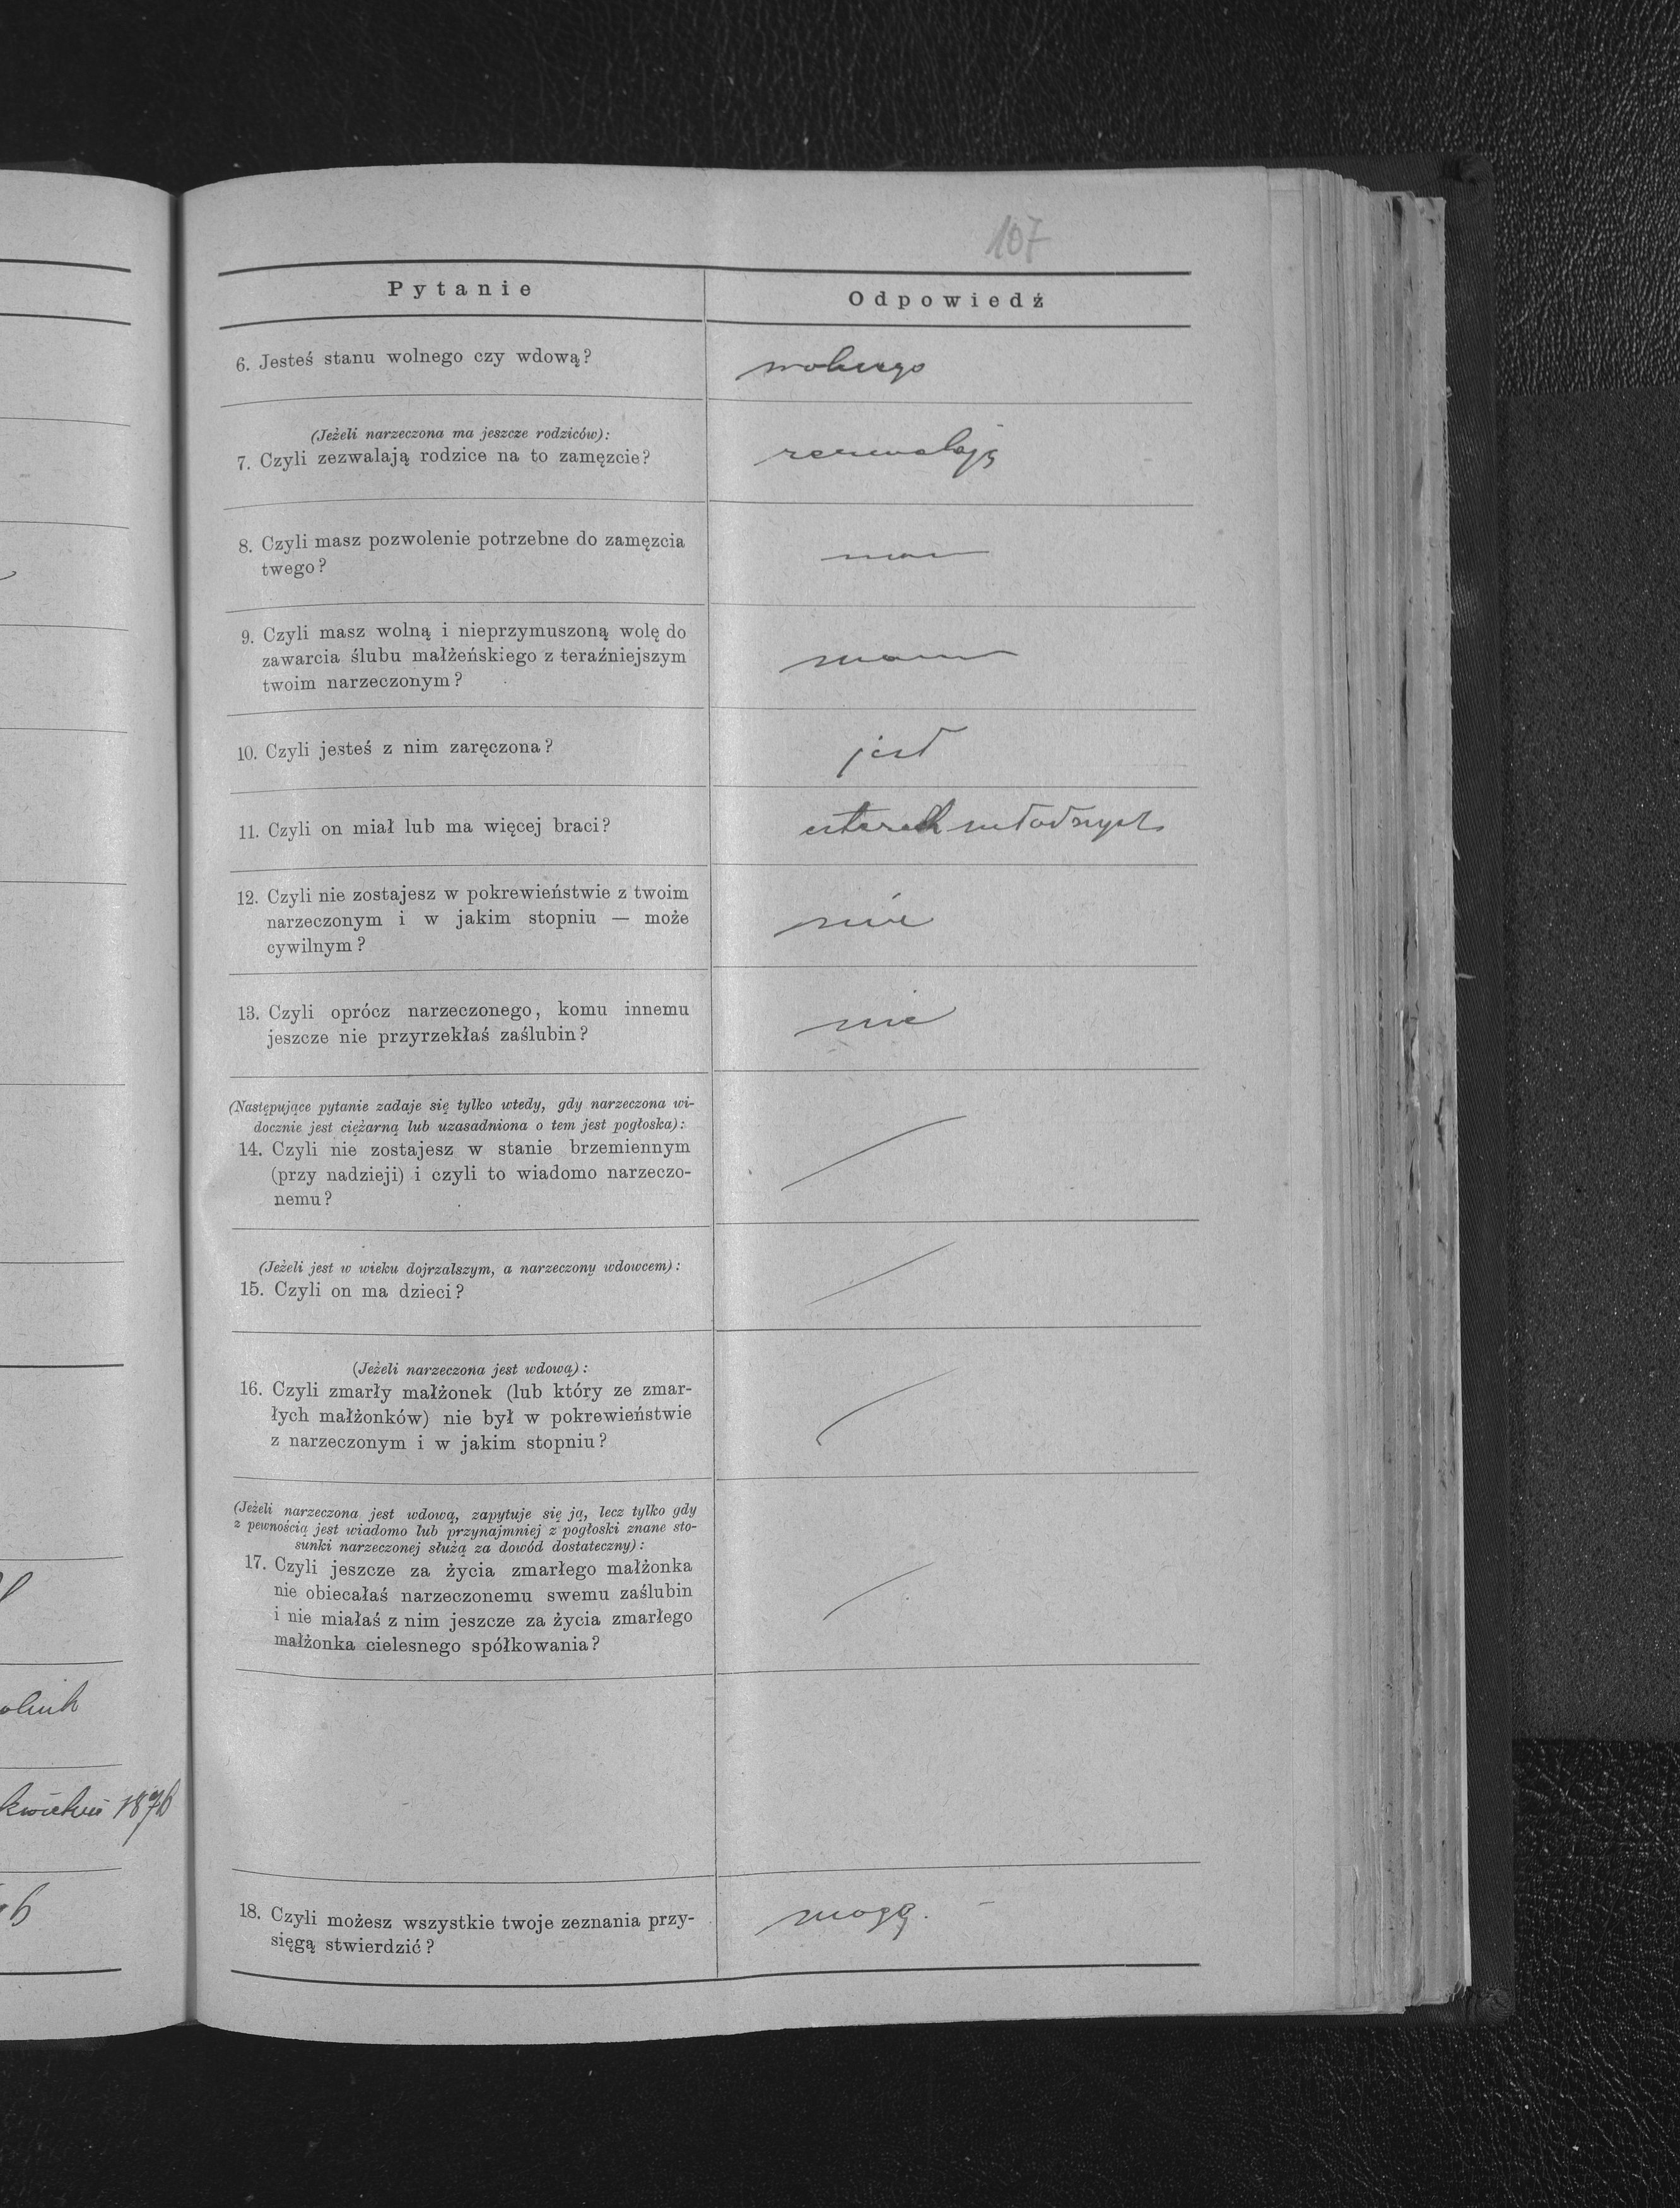 107
Pytanie
Odpowiedź
6. Jesteś stanu wolnego czy wdową?
wolnego
(Jeżeli narzeczona ma jeszcze rodziców):
7. Czyli zezwalają rodzice na to zamęzcie?
zezwalają
8. Czyli masz pozwolenie potrzebne do zamęzcia
twego?
mam
9. Czyli masz wolną i nieprzymuszoną wolę do
zawarcia ślubu małżeńskiego z teraźniejszym
twoim narzeczonym?
mam
10. Czyli jesteś z nim zaręczona?
jest
11. Czyli on miał lub ma więcej braci?
młodszych
12. Czyli nie zostajesz w pokrewieństwie z twoim
narzeczonym i w jakim stopniu — może
cywilnym?
nie
13. Czyli oprócz narzeczonego, komu innemu
jeszcze nie przyrzekłaś zaślubin?
nie
(Następujące pytanie zadaje się tylko wtedy, gdy narzeczona wi-
docznie jest ciężarną lub uzasadniona o tem jest pogłoska):
14. Czyli nie zostajesz w stanie brzemiennym
(przy nadzieji) i czyli to wiadomo narzeczo-
nemu?
(Jeżeli jest w wieku dojrzalszym, a narzeczony wdowcem):
15. Czyli on ma dzieci?
(Jeżeli narzeczona jest wdową):
16. Czyli zmarły małżonek (lub który ze zmar-
łych małżonków) nie był w pokrewieństwie
z narzeczonym i w jakim stopniu?
(Jeżeli narzeczona jest wdową, zapytuje się ją, lecz tylko gdy
z pewnością jest wiadomo lub przynajmniej z pogłoski znane sto-
sunki narzeczonej służą za dowód dostateczny):
17. Czyli jeszcze za życia zmarłego małżonka
nie obiecałaś narzeczonemu swemu zaślubin
i nie miałaś z nim jeszcze za życia zmarłego
małżonka cielesnego spółkowania?
18. Czyli możesz wszystkie twoje zeznania przy-
sięgą stwierdzić?
mogę.